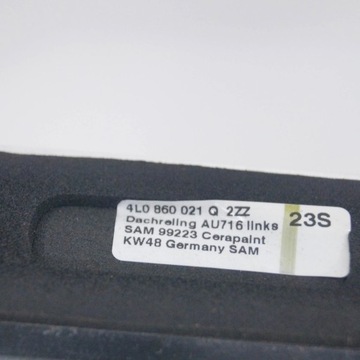 4L0 860 021 Q 2ZZ
Dachreling AU716 links 23S
SAM 99223 Cerapaint
KW48 Germany SAM